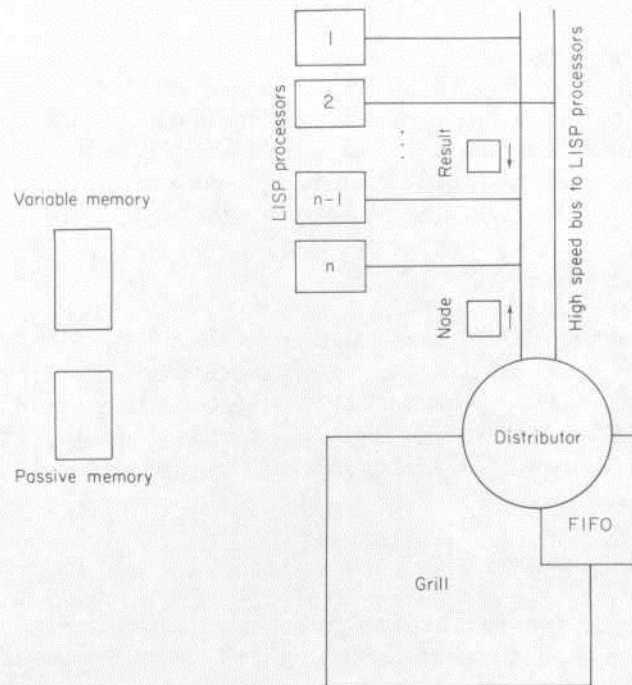 1
2
LISP processors
Result
High speed bus to LISP processors
Variable memory
n-1
n
Node
Passive memory
Distributor
FIFO
Grill